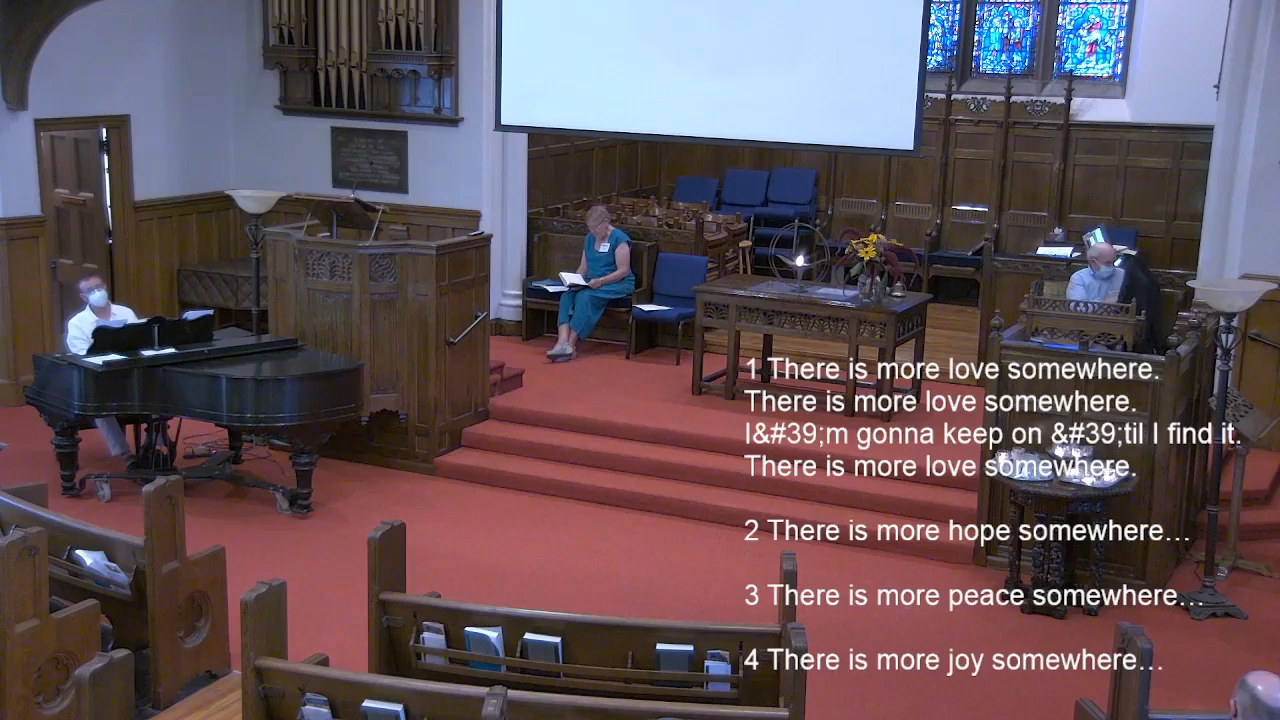 1 There is more love somewhere.
There is more love somewhere.
I&#39;m gonna keep on &#39;til I find it.
There is more love somewhere.
2 There is more hope somewhere…
3 There is more peace somewhere…
4 There is more joy somewhere…